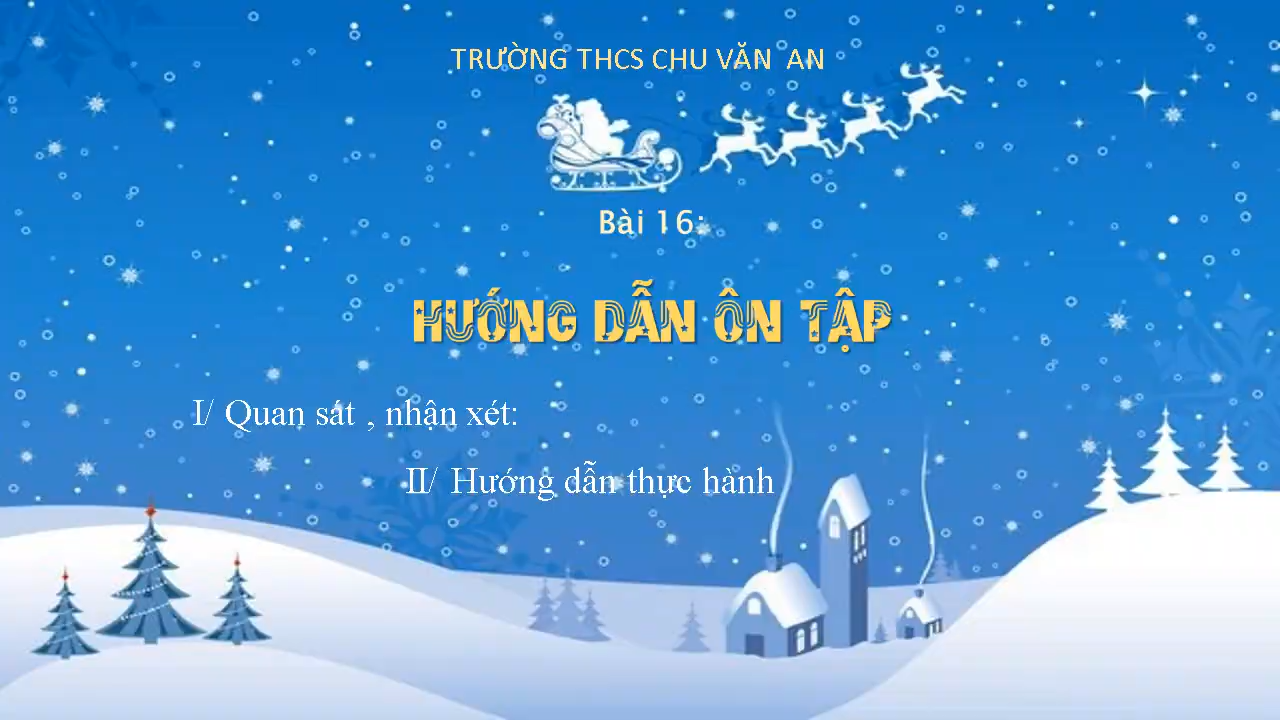 TRƯỜNG THCS CHU VĂN AN
Bài 16:
HƯỚNG DẪN ÔN TẬP
I/ Quan sát , nhận xét:
II/ Hướng dẫn thực hành